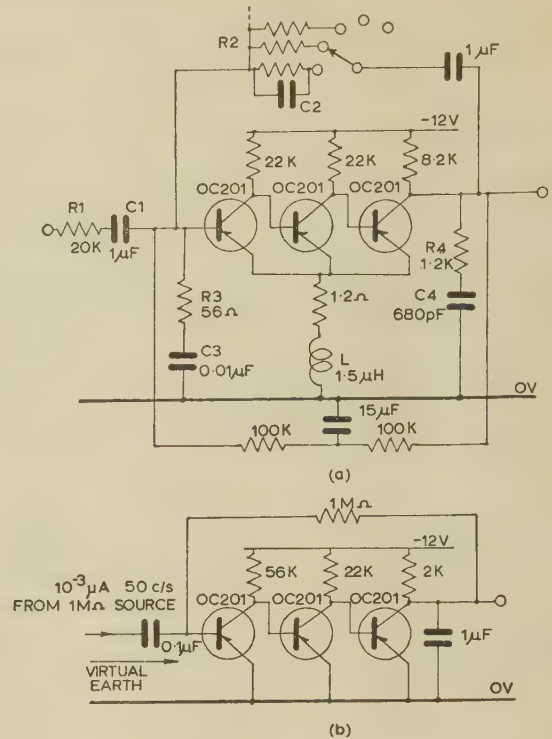 R2
C2
1µF
-12V
22K
22K
8.2K
OC201
OC201
OC201
R1
20K
C1
1µF
R3
56Ω
C3
0.01µF
1.2Ω
L
1.5µH
R4
1.2K
C4
680pF
0V
15µF
100K
100K
(a)
1MΩ
-12V
56K
22K
2K
10⁻³µA 50 c/s
FROM 1MΩ SOURCE
0.1µF
OC201
OC201
OC201
1µF
VIRTUAL
EARTH
0V
(b)